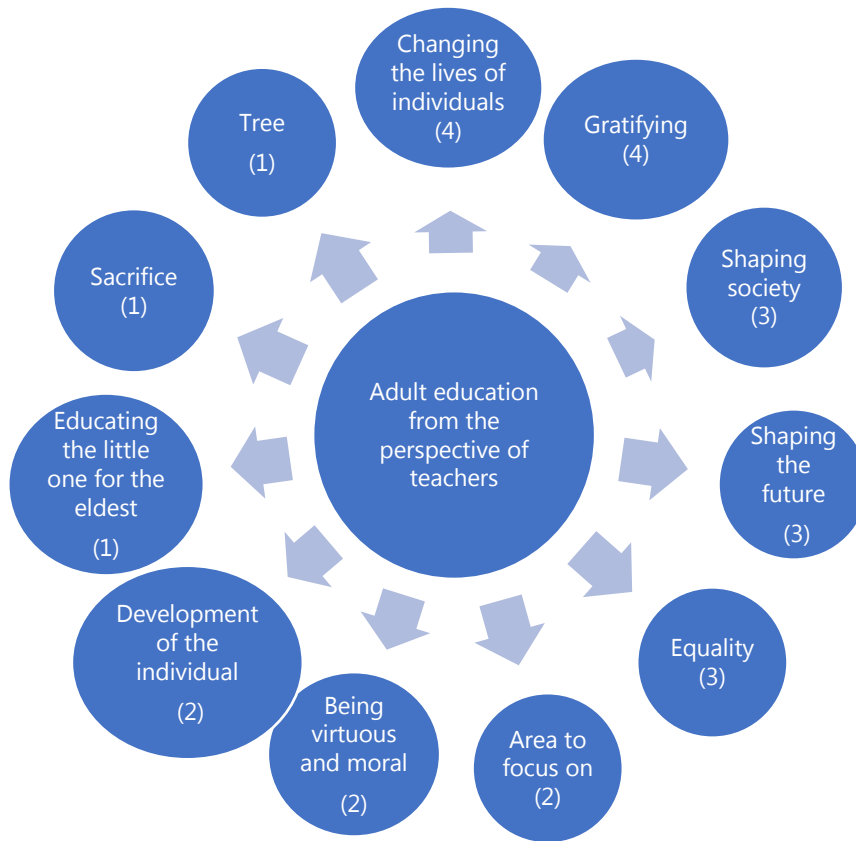 Changing
the lives of
individuals
(4)
Gratifying
(4)
Shaping
society
(3)
Shaping
the
future
(3)
Equality
(3)
Area to
focus on
(2)
Being
virtuous
and moral
(2)
Development
of the
individual
(2)
Educating
the little
one for the
eldest
(1)
Sacrifice
(1)
Tree
(1)
Adult education
from the
perspective of
teachers